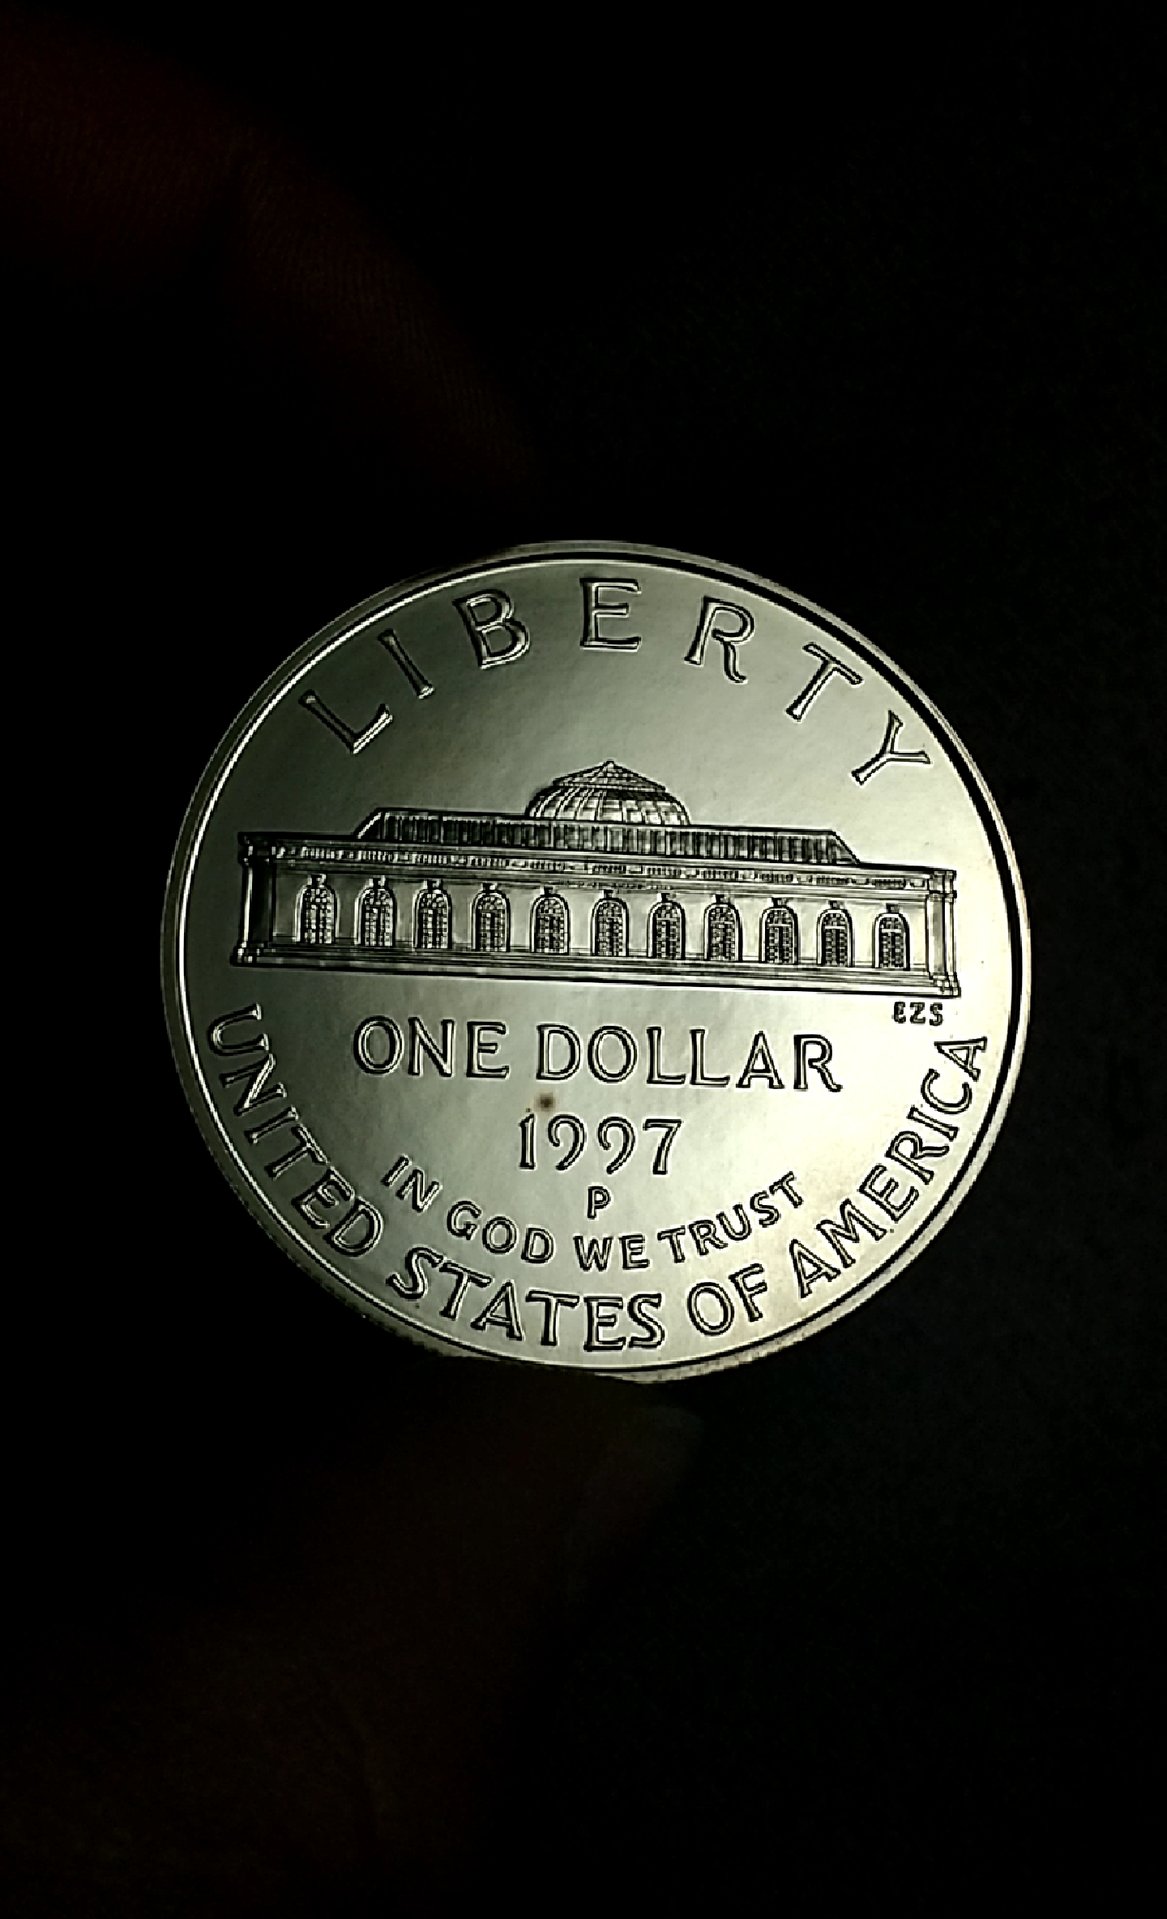 LIBERTY
EZS
ONE DOLLAR
1997
P
IN GOD WE TRUST
UNITED STATES OF AMERICA